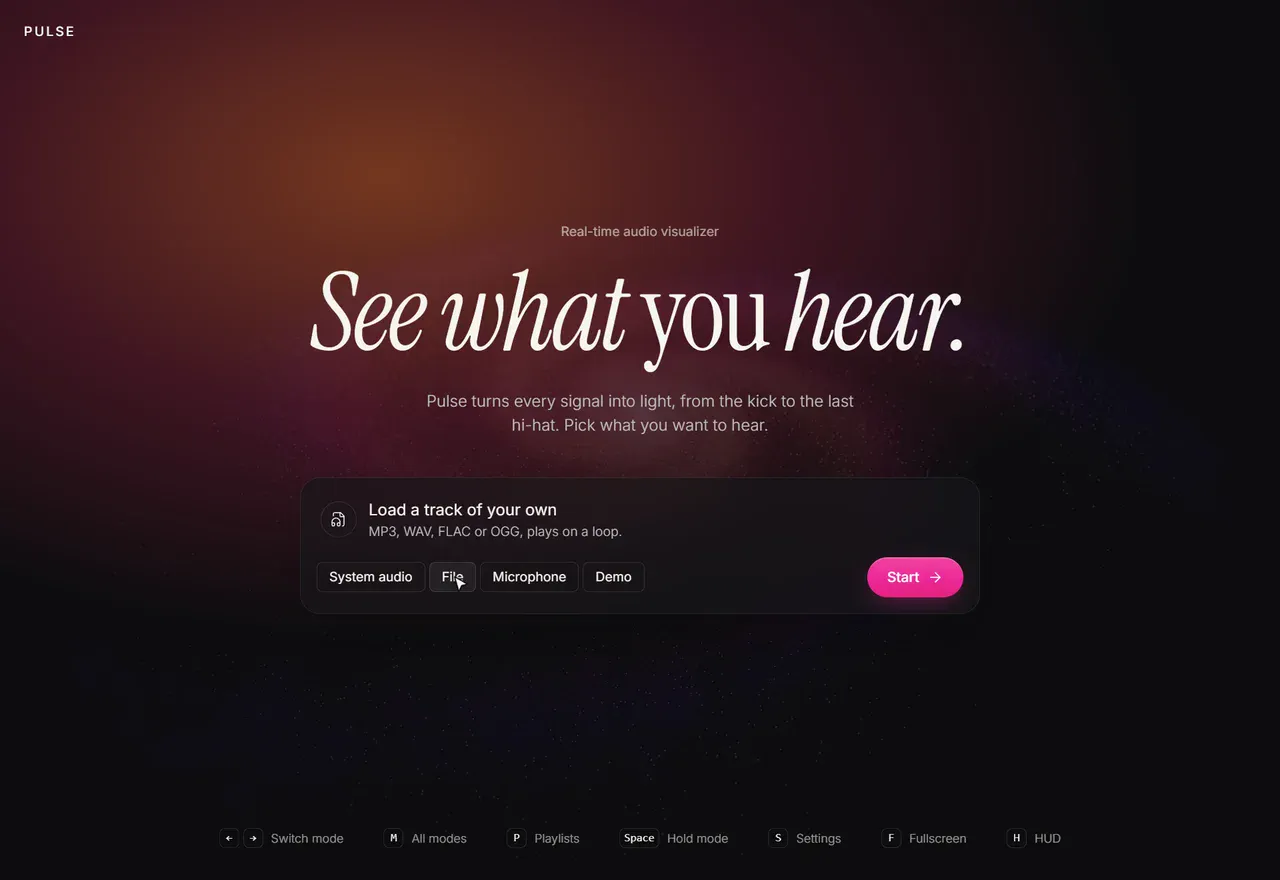 PULSE
Real-time audio visualizer
See what you hear.
Pulse turns every signal into light, from the kick to the last
hi-hat. Pick what you want to hear.
Load a track of your own
MP3, WAV, FLAC or OGG, plays on a loop.
System audio File Microphone Demo Start →
← → Switch mode M All modes P Playlists Space Hold mode S Settings F Fullscreen H HUD